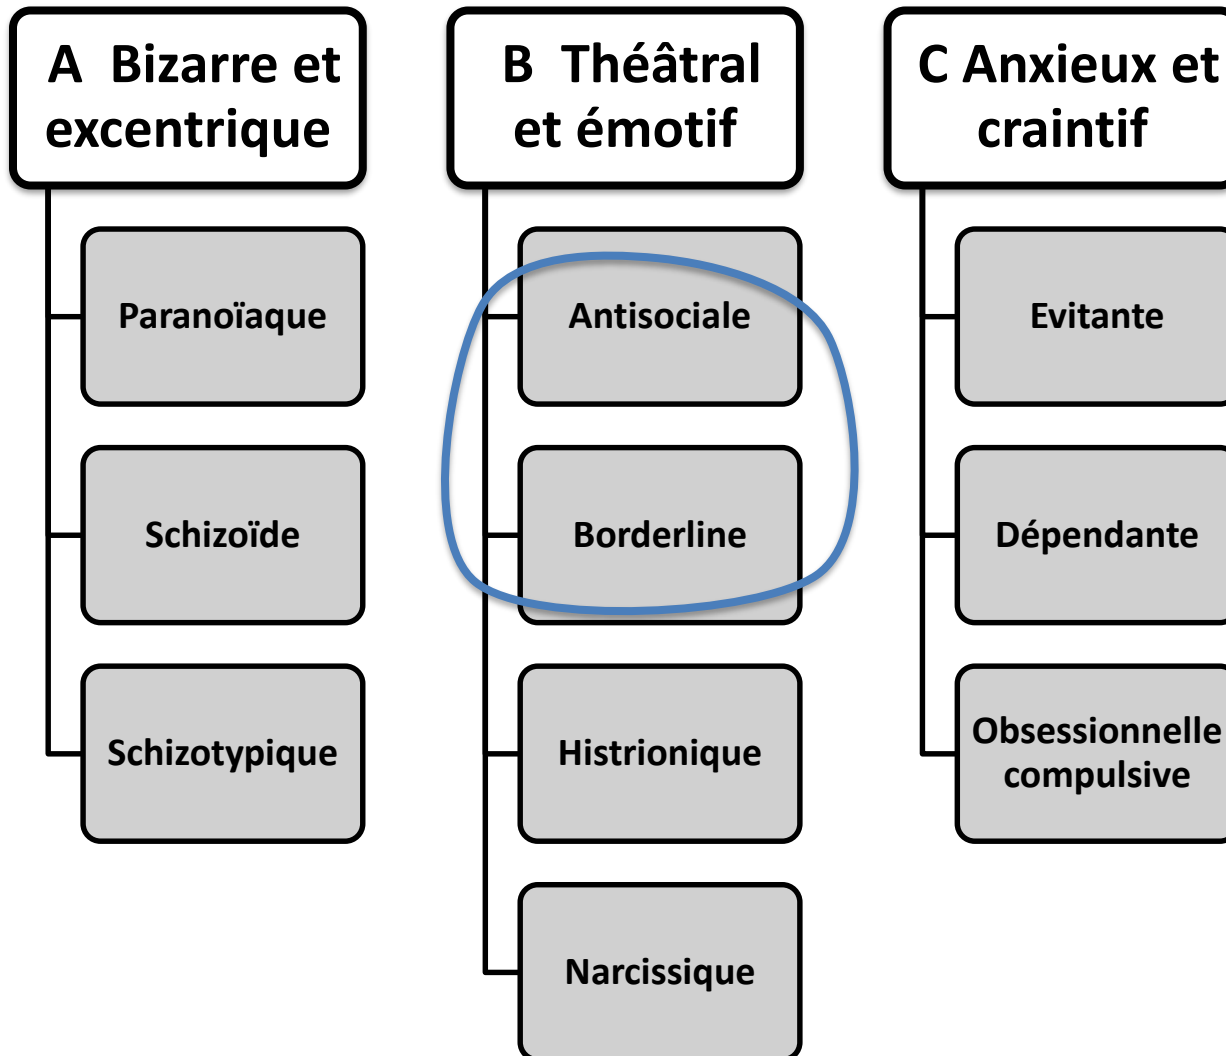 A  Bizarre et
excentrique
Paranoïaque
Schizoïde
Schizotypique
B  Théâtral
et émotif
Antisociale
Borderline
Histrionique
Narcissique
C Anxieux et
craintif
Evitante
Dépendante
Obsessionnelle
compulsive